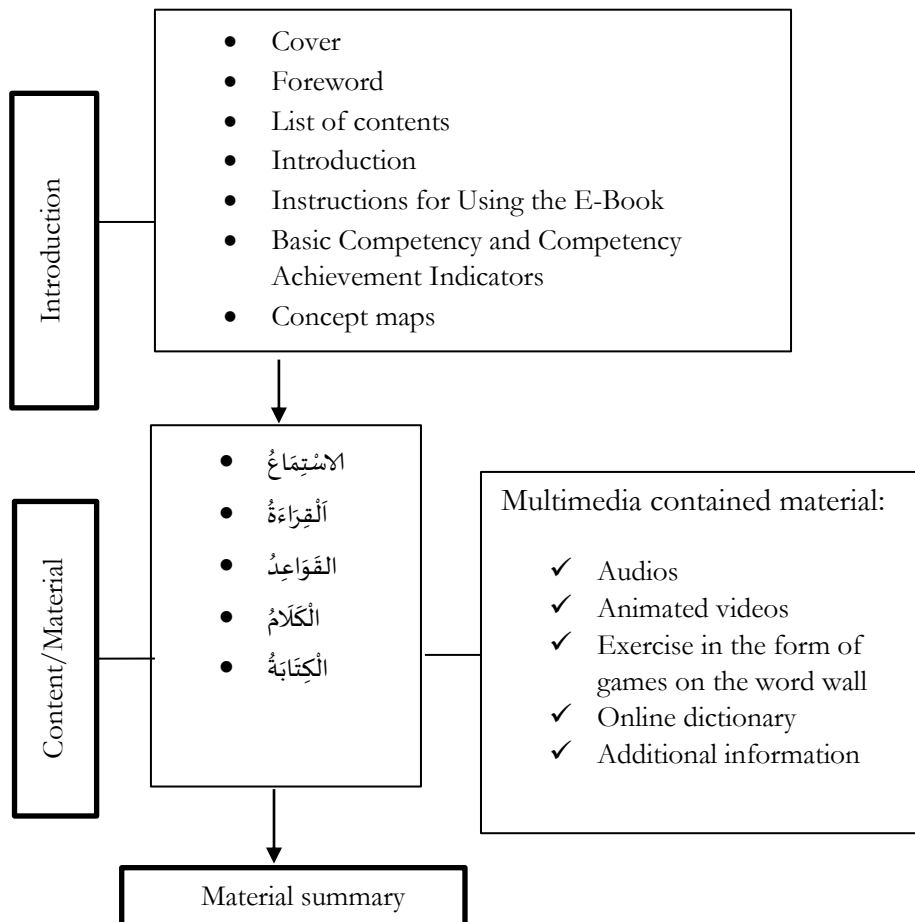 Introduction
• Cover
• Foreword
• List of contents
• Introduction
• Instructions for Using the E-Book
• Basic Competency and Competency
Achievement Indicators
• Concept maps
Content/Material
• الاسْتِمَاعُ
• اَلْقِرَاءَةُ
• القَوَاعِدُ
• الْكَلَامُ
• الْكِتَابَةُ
Multimedia contained material:
✓ Audios
✓ Animated videos
✓ Exercise in the form of
games on the word wall
✓ Online dictionary
✓ Additional information
Material summary